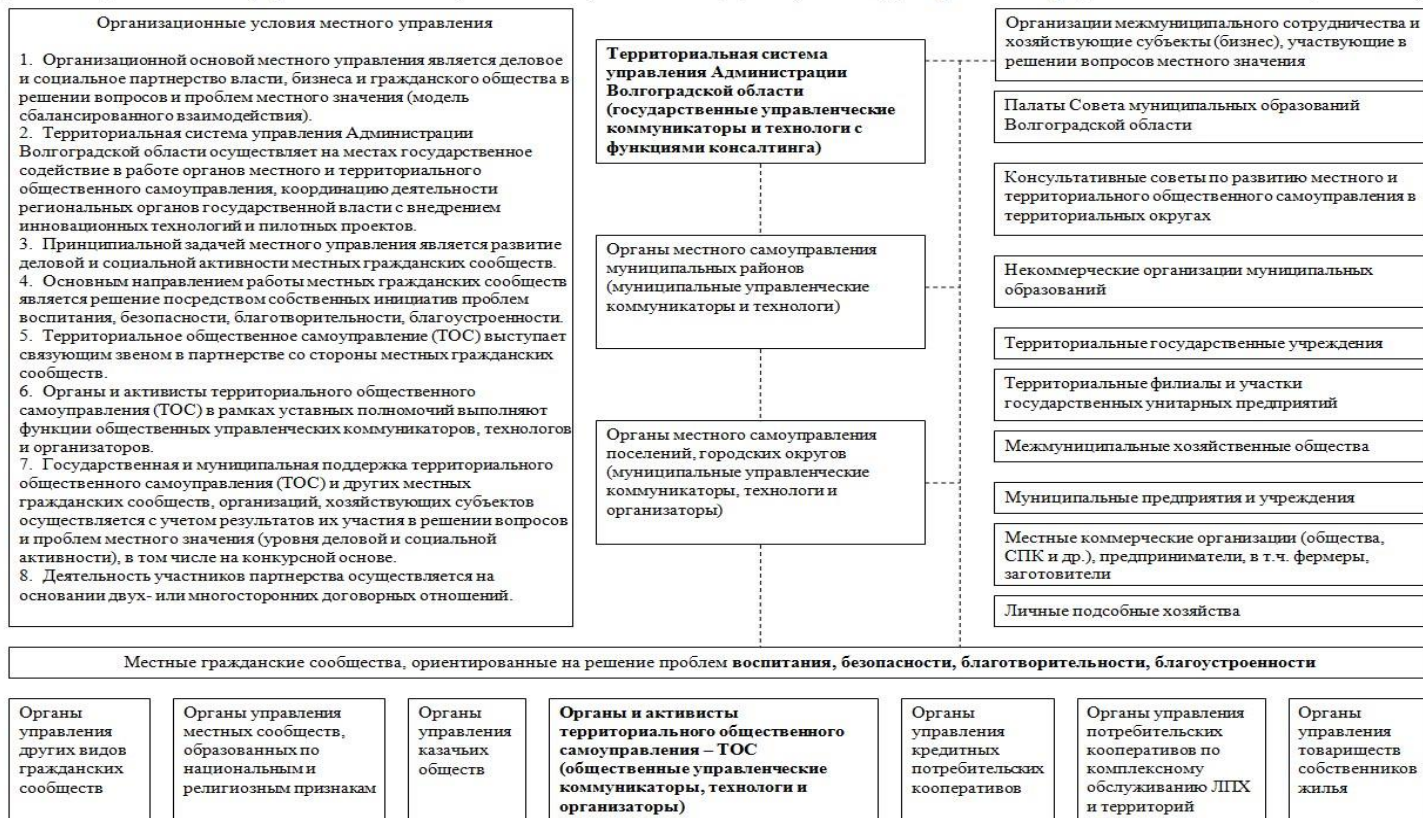 Организационные условия местного управления
1. Организационной основой местного управления является деловое
и социальное партнерство власти, бизнеса и гражданского общества в
решении вопросов и проблем местного значения (модель
сбалансированного взаимодействия).
2. Территориальная система управления Администрации
Волгоградской области осуществляет на местах государственное
содействие в работе органов местного и территориального
общественного самоуправления, координацию деятельности
региональных органов государственной власти с внедрением
инновационных технологий и пилотных проектов.
3. Принципиальной задачей местного управления является развитие
деловой и социальной активности местных гражданских сообществ.
4. Основным направлением работы местных гражданских сообществ
является решение посредством собственных инициатив проблем
воспитания, безопасности, благотворительности, благоустроенности.
5. Территориальное общественное самоуправление (ТОС) выступает
связующим звеном в партнерстве со стороны местных гражданских
сообществ.
6. Органы и активисты территориального общественного
самоуправления (ТОС) в рамках уставных полномочий выполняют
функции общественных управленческих коммуникаторов, технологов
и организаторов.
7. Государственная и муниципальная поддержка территориального
общественного самоуправления (ТОС) и других местных
гражданских сообществ, организаций, хозяйствующих субъектов
осуществляется с учетом результатов их участия в решении вопросов
и проблем местного значения (уровня деловой и социальной
активности), в том числе на конкурсной основе.
8. Деятельность участников партнерства осуществляется на
основании двух- или многосторонних договорных отношений.
Территориальная система
управления Администрации
Волгоградской области
(государственные управленческие
коммуникаторы и технологи с
функциями консалтинга)
Органы местного самоуправления
муниципальных районов
(муниципальные управленческие
коммуникаторы и технологи)
Органы местного самоуправления
поселений, городских округов
(муниципальные управленческие
коммуникаторы, технологи и
организаторы)
Организации межмуниципального сотрудничества и
хозяйствующие субъекты (бизнес), участвующие в
решении вопросов местного значения
Палаты Совета муниципальных образований
Волгоградской области
Консультативные советы по развитию местного и
территориального общественного самоуправления в
территориальных округах
Некоммерческие организации муниципальных
образований
Территориальные государственные учреждения
Территориальные филиалы и участки
государственных унитарных предприятий
Межмуниципальные хозяйственные общества
Муниципальные предприятия и учреждения
Местные коммерческие организации (общества,
СПК и др.), предприниматели, в т.ч. фермеры,
заготовители
Личные подсобные хозяйства
Местные гражданские сообщества, ориентированные на решение проблем воспитания, безопасности, благотворительности, благоустроенности
Органы
управления
других видов
гражданских
сообществ
Органы управления
местных сообществ,
образованных по
национальным и
религиозным признакам
Органы
управления
казачьих
обществ
Органы и активисты
территориального общественного
самоуправления – ТОС
(общественные управленческие
коммуникаторы, технологи и
организаторы)
Органы
управления
кредитных
потребительских
кооперативов
Органы управления
потребительских
кооперативов по
комплексному
обслуживанию ЛПХ
и территорий
Органы
управления
товариществ
собственников
жилья